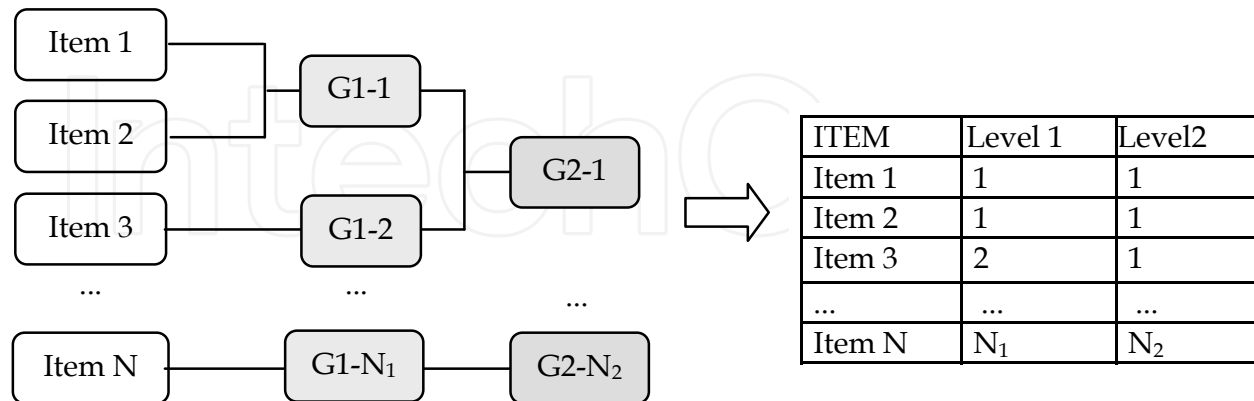 Item 1
G1-1
Item 2
G2-1
Item 3
G1-2
... ... ...
Item N
G1-N₁
G2-N₂
ITEM Level 1 Level2
Item 1 1 1
Item 2 1 1
Item 3 2 1
... ... ...
Item N N₁ N₂
IntechO